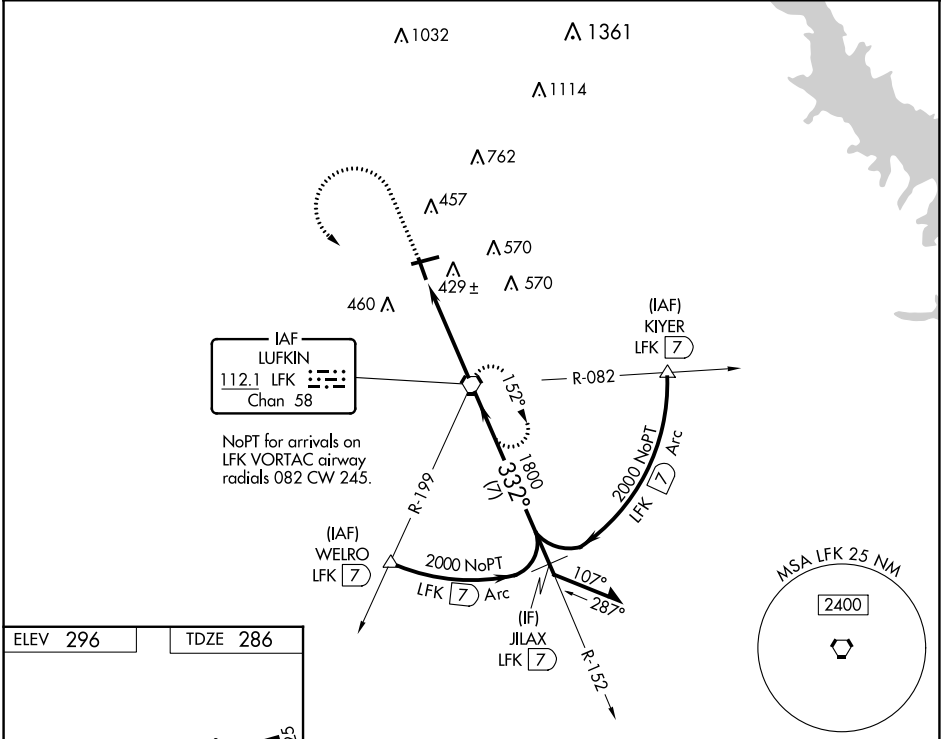 1032
1361
1114
762
457
570
429 ±
570
460
(IAF)
KIYER
LFK 7
IAF
LUFKIN
112.1 LFK
Chan 58
R-082
152°
NoPT for arrivals on
LFK VORTAC airway
radials 082 CW 245.
1800
332°
(7)
2000 NoPT
LFK 7 Arc
R-199
(IAF)
WELRO
LFK 7
2000 NoPT
LFK 7 Arc
107°
287°
(IF)
JILAX
LFK 7
R-152
MSA LFK 25 NM
2400
ELEV 296
TDZE 286